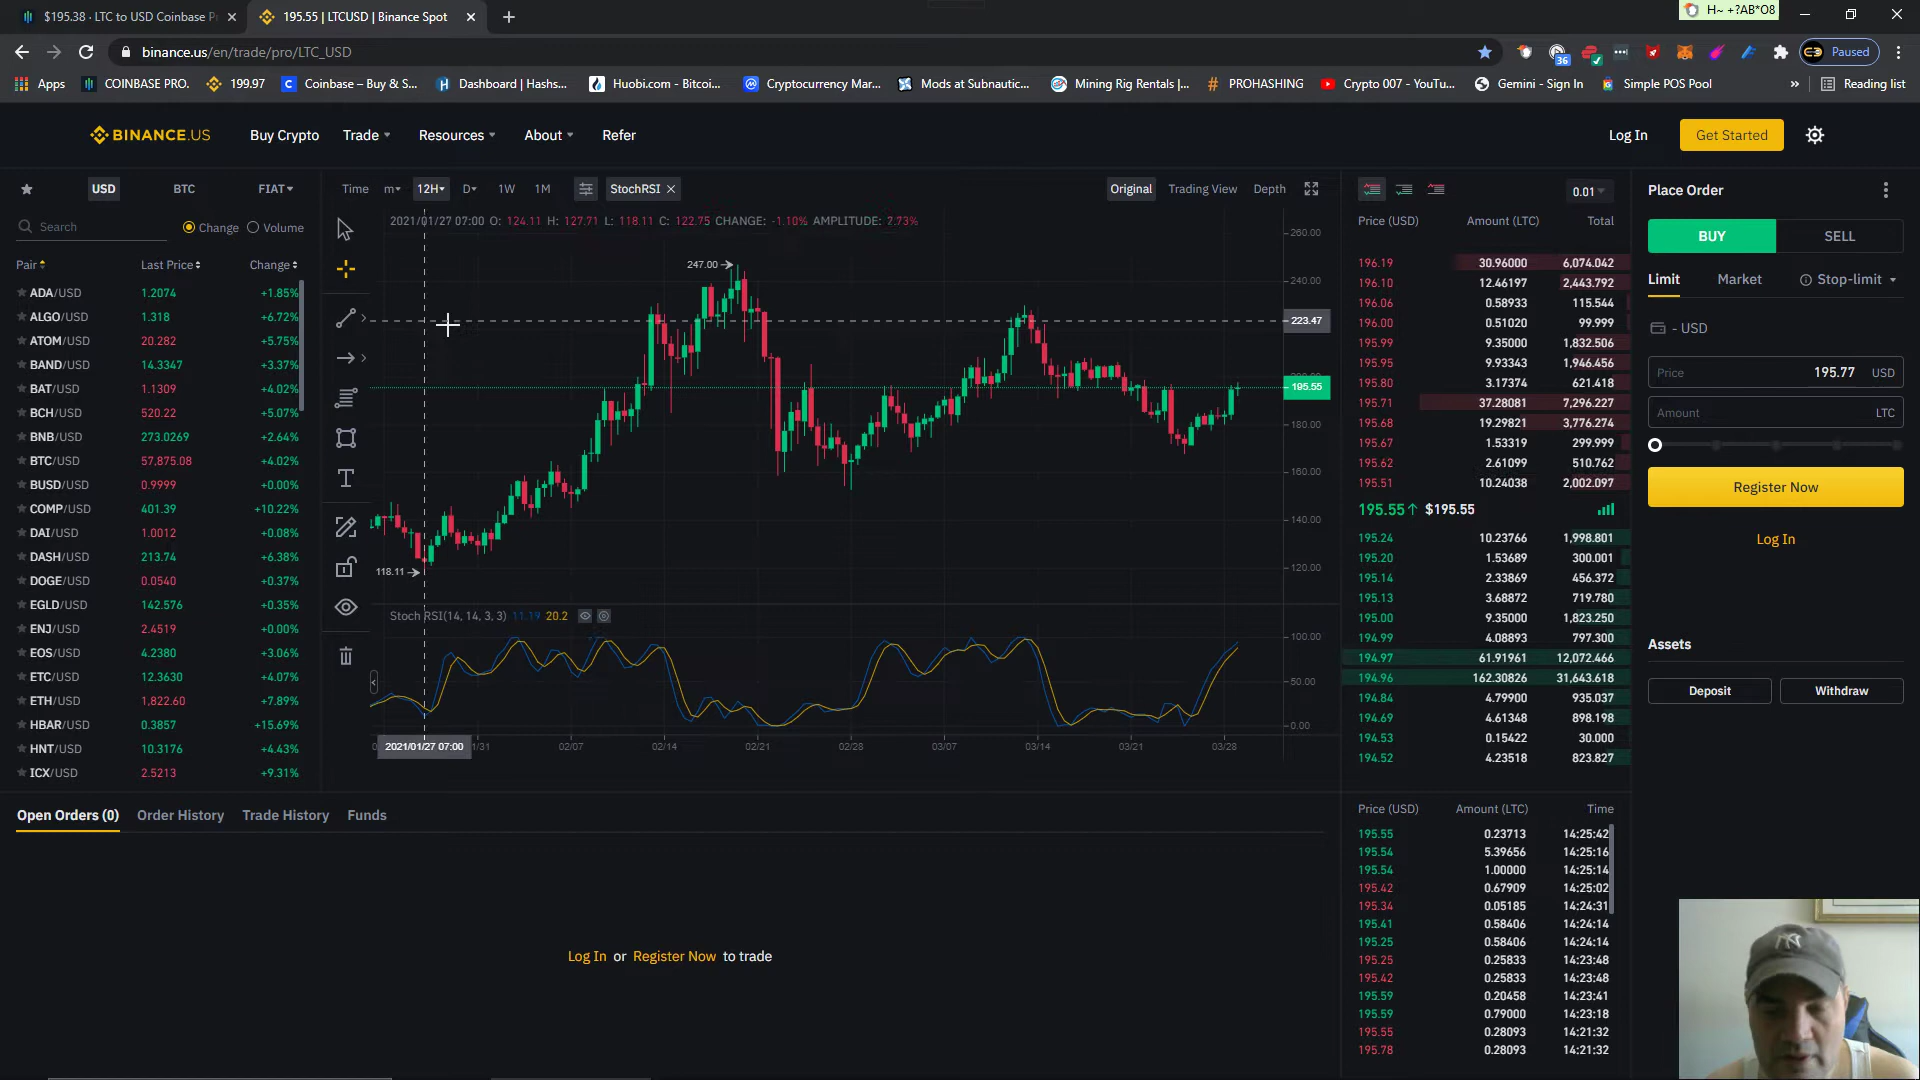 $195.38 · LTC to USD Coinbase P
195.55 | LTCUSD | Binance Spot
H~ +?AB*O8
binance.us/en/trade/pro/LTC_USD
36
Paused
Apps
COINBASE PRO.
199.97
Coinbase – Buy & S...
Dashboard | Hashs...
Huobi.com - Bitcoi...
Cryptocurrency Mar...
Mods at Subnautic...
Mining Rig Rentals |...
PROHASHING
Crypto 007 - YouTu...
Gemini - Sign In
Simple POS Pool
»
Reading list
BINANCE.US
Buy Crypto
Trade
Resources
About
Refer
Log In
Get Started
USD
BTC
FIAT
Search
Change
Volume
Pair Last Price Change
ADA/USD 1.2074 +1.85%
ALGO/USD 1.318 +6.72%
ATOM/USD 20.282 +5.75%
BAND/USD 14.3347 +3.37%
BAT/USD 1.1309 +4.02%
BCH/USD 520.22 +5.07%
BNB/USD 273.0269 +2.64%
BTC/USD 57,875.08 +4.02%
BUSD/USD 0.9999 +0.00%
COMP/USD 401.39 +10.22%
DAI/USD 1.0012 +0.08%
DASH/USD 213.74 +6.38%
DOGE/USD 0.0540 +0.37%
EGLD/USD 142.576 +0.35%
ENJ/USD 2.4519 +0.00%
EOS/USD 4.2380 +3.06%
ETC/USD 12.3630 +4.07%
ETH/USD 1,822.60 +7.89%
HBAR/USD 0.3857 +15.69%
HNT/USD 10.3176 +4.43%
ICX/USD 2.5213 +9.31%
Time m 12H D 1W 1M
StochRSI ×
Original Trading View Depth
2021/01/27 07:00 O: 124.11 H: 127.71 L: 118.11 C: 122.75 CHANGE: -1.10% AMPLITUDE: 2.73%
260.00
247.00
240.00
223.47
195.55
180.00
160.00
140.00
120.00
118.11
Stoch RSI(14, 14, 3, 3) 11.19 20.2
100.00
50.00
0.00
2021/01/27 07:00
1/31 02/07 02/14 02/21 02/28 03/07 03/14 03/21 03/28
0.01
Price (USD) Amount (LTC) Total
196.19 30.96000 6,074.042
196.10 12.46197 2,443.792
196.06 0.58933 115.544
196.00 0.51020 99.999
195.99 9.35000 1,832.506
195.95 9.93343 1,946.456
195.80 3.17374 621.418
195.71 37.28081 7,296.227
195.68 19.29821 3,776.274
195.67 1.53319 299.999
195.62 2.61099 510.762
195.51 10.24038 2,002.097
195.55↑ $195.55
195.24 10.23766 1,998.801
195.20 1.53689 300.001
195.14 2.33869 456.372
195.13 3.68872 719.780
195.00 9.35000 1,823.250
194.99 4.08893 797.300
194.97 61.91961 12,072.466
194.96 162.30826 31,643.618
194.84 4.79900 935.037
194.69 4.61348 898.198
194.53 0.15422 30.000
194.52 4.23518 823.827
Price (USD) Amount (LTC) Time
195.55 0.23713 14:25:42
195.54 5.39656 14:25:16
195.54 1.00000 14:25:14
195.42 0.67909 14:25:02
195.34 0.05185 14:24:31
195.41 0.58406 14:24:14
195.25 0.58406 14:24:14
195.25 0.25833 14:23:48
195.42 0.25833 14:23:48
195.59 0.20458 14:23:41
195.59 0.79000 14:23:18
195.55 0.28093 14:21:32
195.78 0.28093 14:21:32
Place Order
BUY
SELL
Limit
Market
Stop-limit
- USD
Price 195.77 USD
Amount LTC
Register Now
Log In
Assets
Deposit
Withdraw
Open Orders (0)
Order History
Trade History
Funds
Log In or Register Now to trade